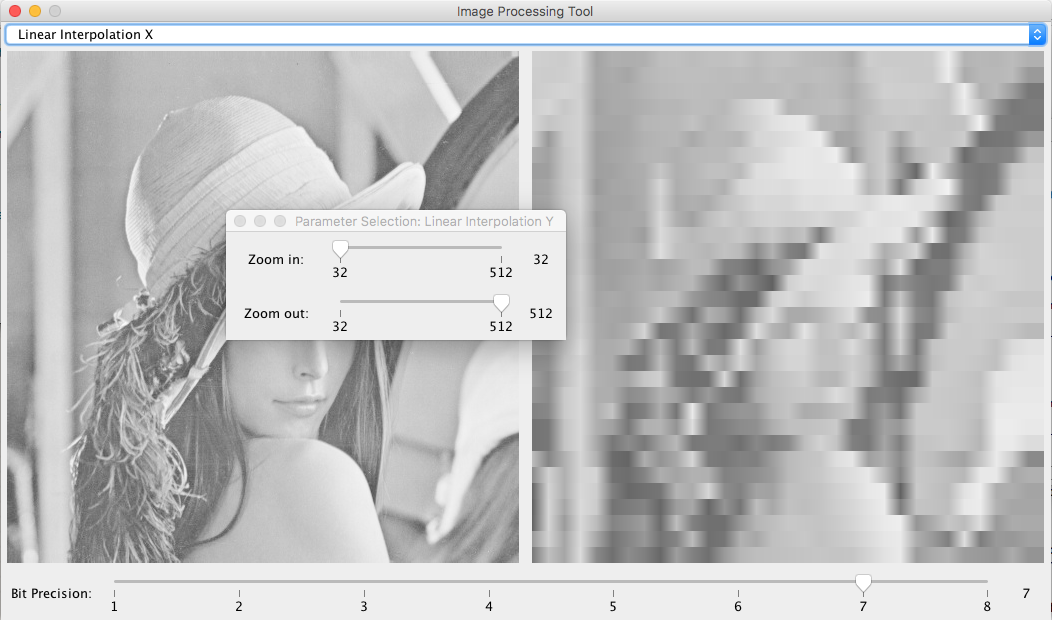 Image Processing Tool
Linear Interpolation X
Parameter Selection: Linear Interpolation Y
Zoom in:
32
512
32
Zoom out:
32
512
512
Bit Precision:
1 2 3 4 5 6 7 8
7